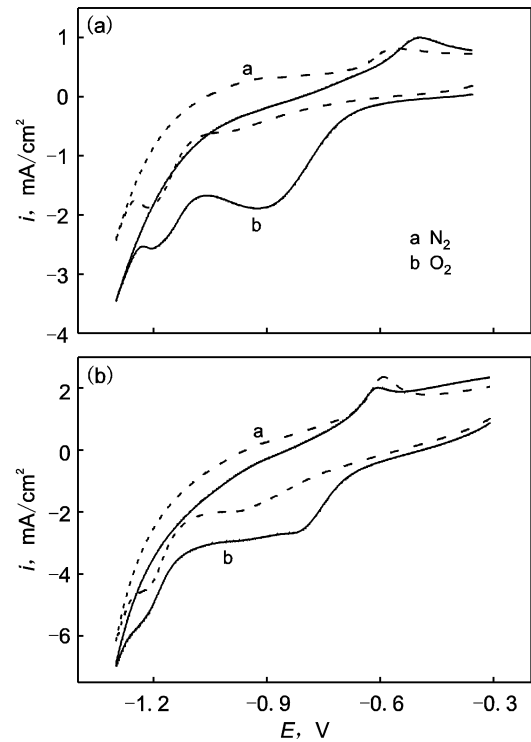 (a)
1
0
−1
−2
−3
−4
i, mA/cm²
a
b
a N₂
b O₂
(b)
2
0
−2
−4
−6
i, mA/cm²
a
b
−1.2 −0.9 −0.6 −0.3
E, V